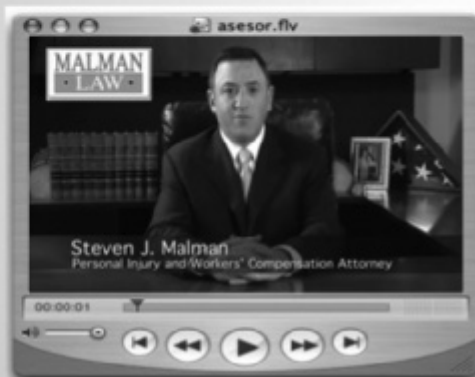 asesor.flv
MALMAN
· LAW ·
Steven J. Malman
Personal Injury and Workers' Compensation Attorney
00:00:01